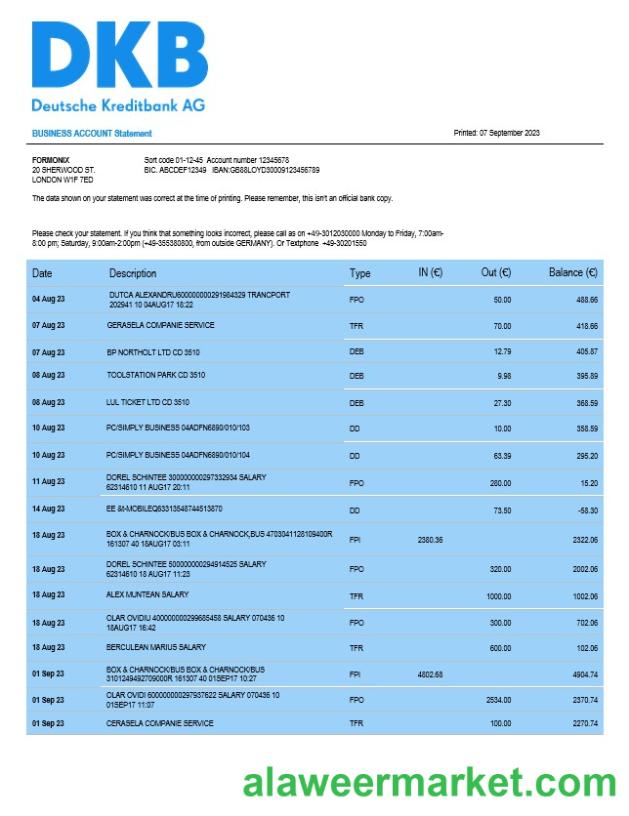 DKB
Deutsche Kreditbank AG
BUSINESS ACCOUNT Statement Printed: 07 September 2023
FORMONIX Sort code 01-12-45 Account number 12345678
20 SHERWOOD ST. BIC. ABCDEF12349 IBAN:GB88LOYD30009123456789
LONDON W1F 7ED
The data shown on your statement was correct at the time of printing. Please remember, this isn't an official bank copy.
Please check your statement. If you think that something looks incorrect, please call as on +49-3012030000 Monday to Friday, 7:00am-
8:00 pm; Saturday, 9:00am-2:00pm (+49-355380800, from outside GERMANY). Or Textphone +49-30201550
Date Description Type IN (€) Out (€) Balance (€)
04 Aug 23 DUTCA ALEXANDRU600000000291984329 TRANCPORT
202941 10 04AUG17 18:22 FPO 50.00 488.66
07 Aug 23 GERASELA COMPANIE SERVICE TFR 70.00 418.66
07 Aug 23 BP NORTHOLT LTD CD 3510 DEB 12.79 405.87
08 Aug 23 TOOLSTATION PARK CD 3510 DEB 9.98 395.89
08 Aug 23 LUL TICKET LTD CD 3510 DEB 27.30 368.59
10 Aug 23 PC/SIMPLY BUSINESS 04ADFN6890/010/103 DD 10.00 358.59
10 Aug 23 PC/SIMPLY BUSINESS 04ADFN6890/010/104 DD 63.39 295.20
11 Aug 23 DOREL SCHINTEE 300000000297332934 SALARY
62314610 11 AUG17 20:11 FPO 280.00 15.20
14 Aug 23 EE &t-MOBILEQ63313548744513870 DD 73.50 -58.30
18 Aug 23 BOX & CHARNOCK/BUS BOX & CHARNOCK,BUS 4703041128109400R
161307 40 18AUG17 03:11 FPI 2380.36 2322.06
18 Aug 23 DOREL SCHINTEE 500000000294914525 SALARY
62314610 18 AUG17 11:23 FPO 320.00 2002.06
18 Aug 23 ALEX MUNTEAN SALARY TFR 1000.00 1002.06
18 Aug 23 OLAR OVIDIU 400000000299685458 SALARY 070436 10
18AUG17 16:42 FPO 300.00 702.06
18 Aug 23 BERCULEAN MARIUS SALARY TFR 600.00 102.06
01 Sep 23 BOX & CHARNOCK/BUS BOX & CHARNOCK/BUS
3101249492709000R 161307 40 01SEP17 10:27 FPI 4802.68 4904.74
01 Sep 23 OLAR OVIDI 600000000297937622 SALARY 070436 10
01SEP17 11:07 FPO 2534.00 2370.74
01 Sep 23 CERASELA COMPANIE SERVICE TFR 100.00 2270.74
alaweermarket.com